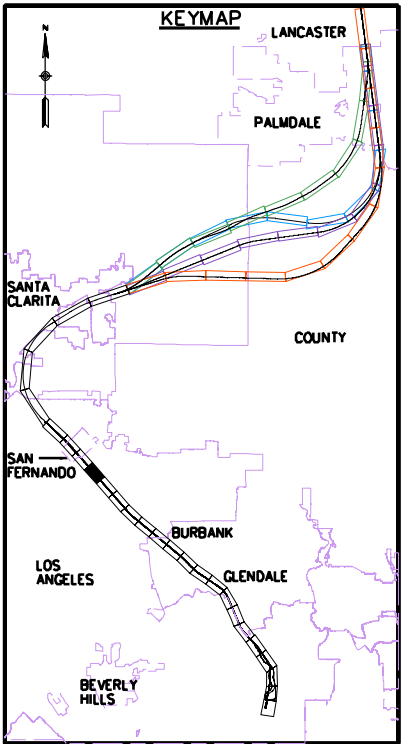 KEYMAP
N
LANCASTER
PALMDALE
SANTA
CLARITA
COUNTY
SAN
FERNANDO
BURBANK
LOS
ANGELES
GLENDALE
BEVERLY
HILLS